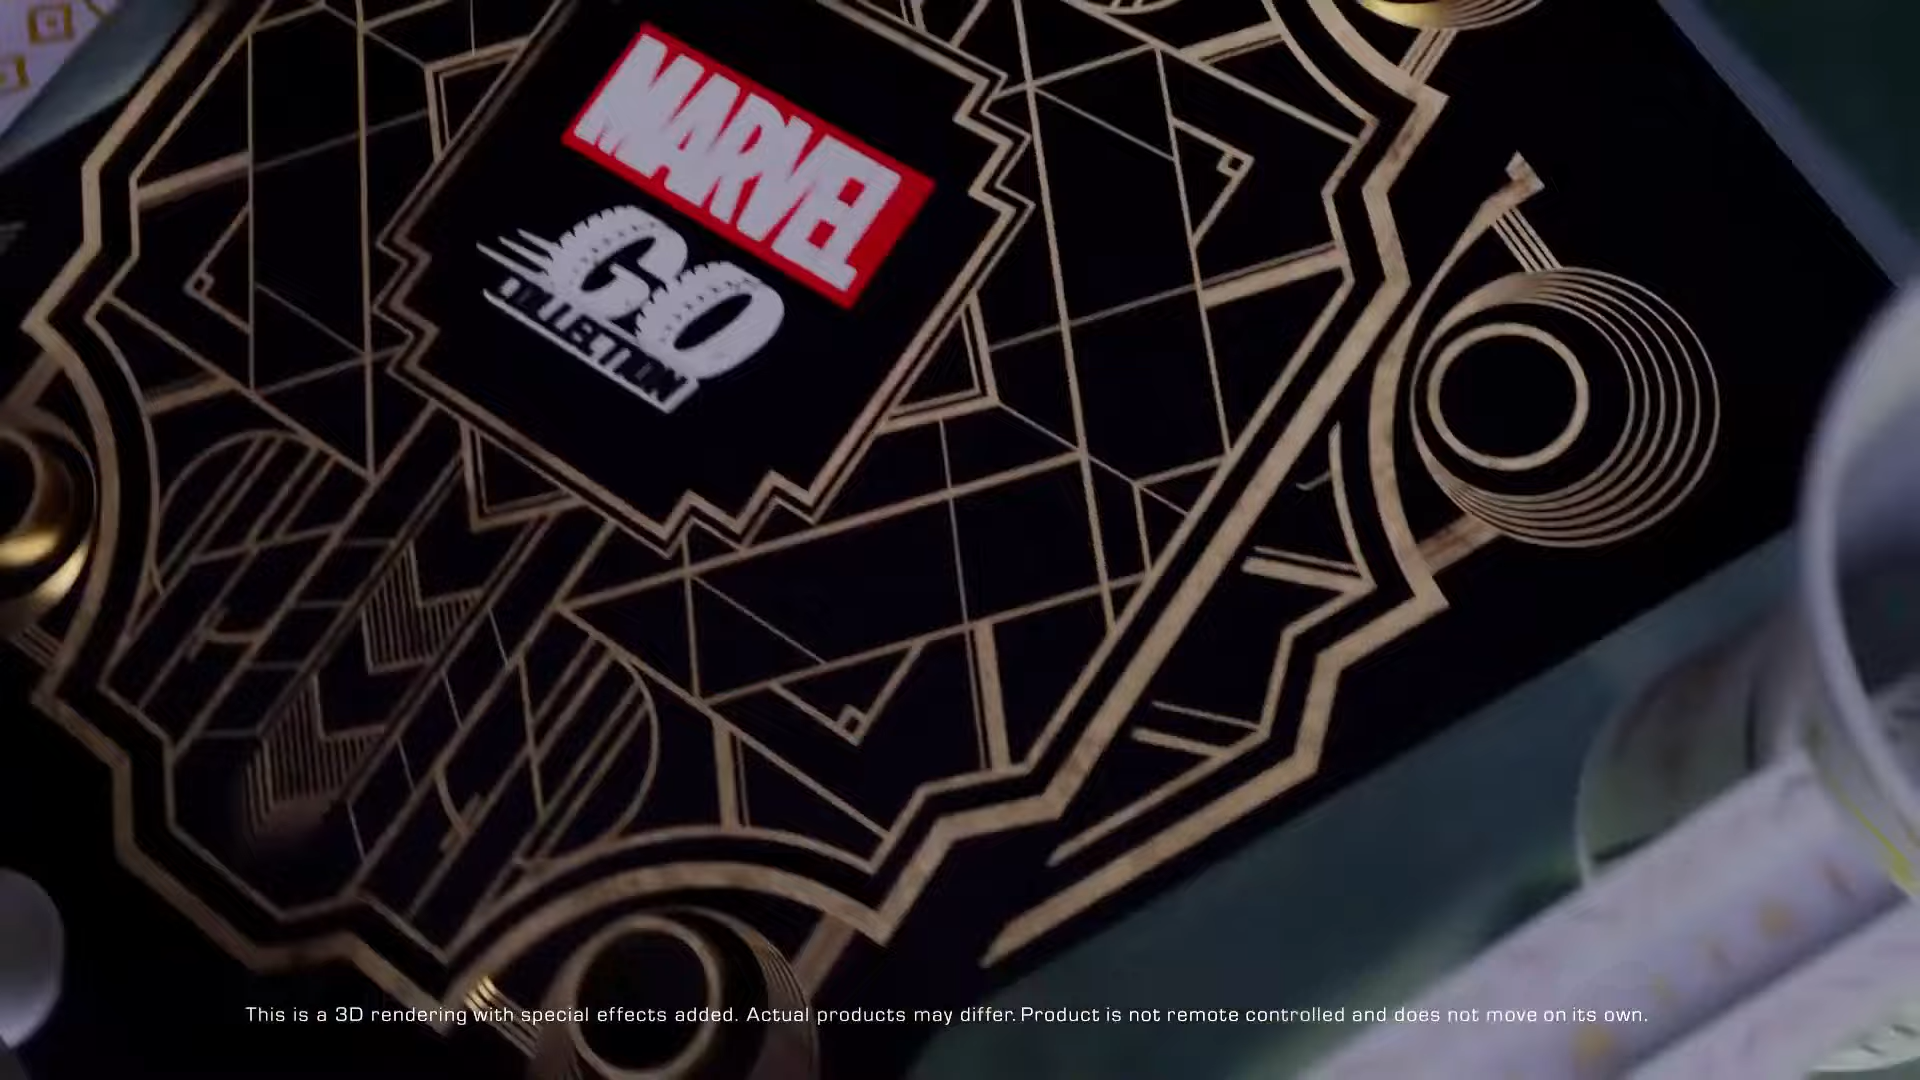 MARVEL
GO
COLLECTION
This is a 3D rendering with special effects added. Actual products may differ. Product is not remote controlled and does not move on its own.